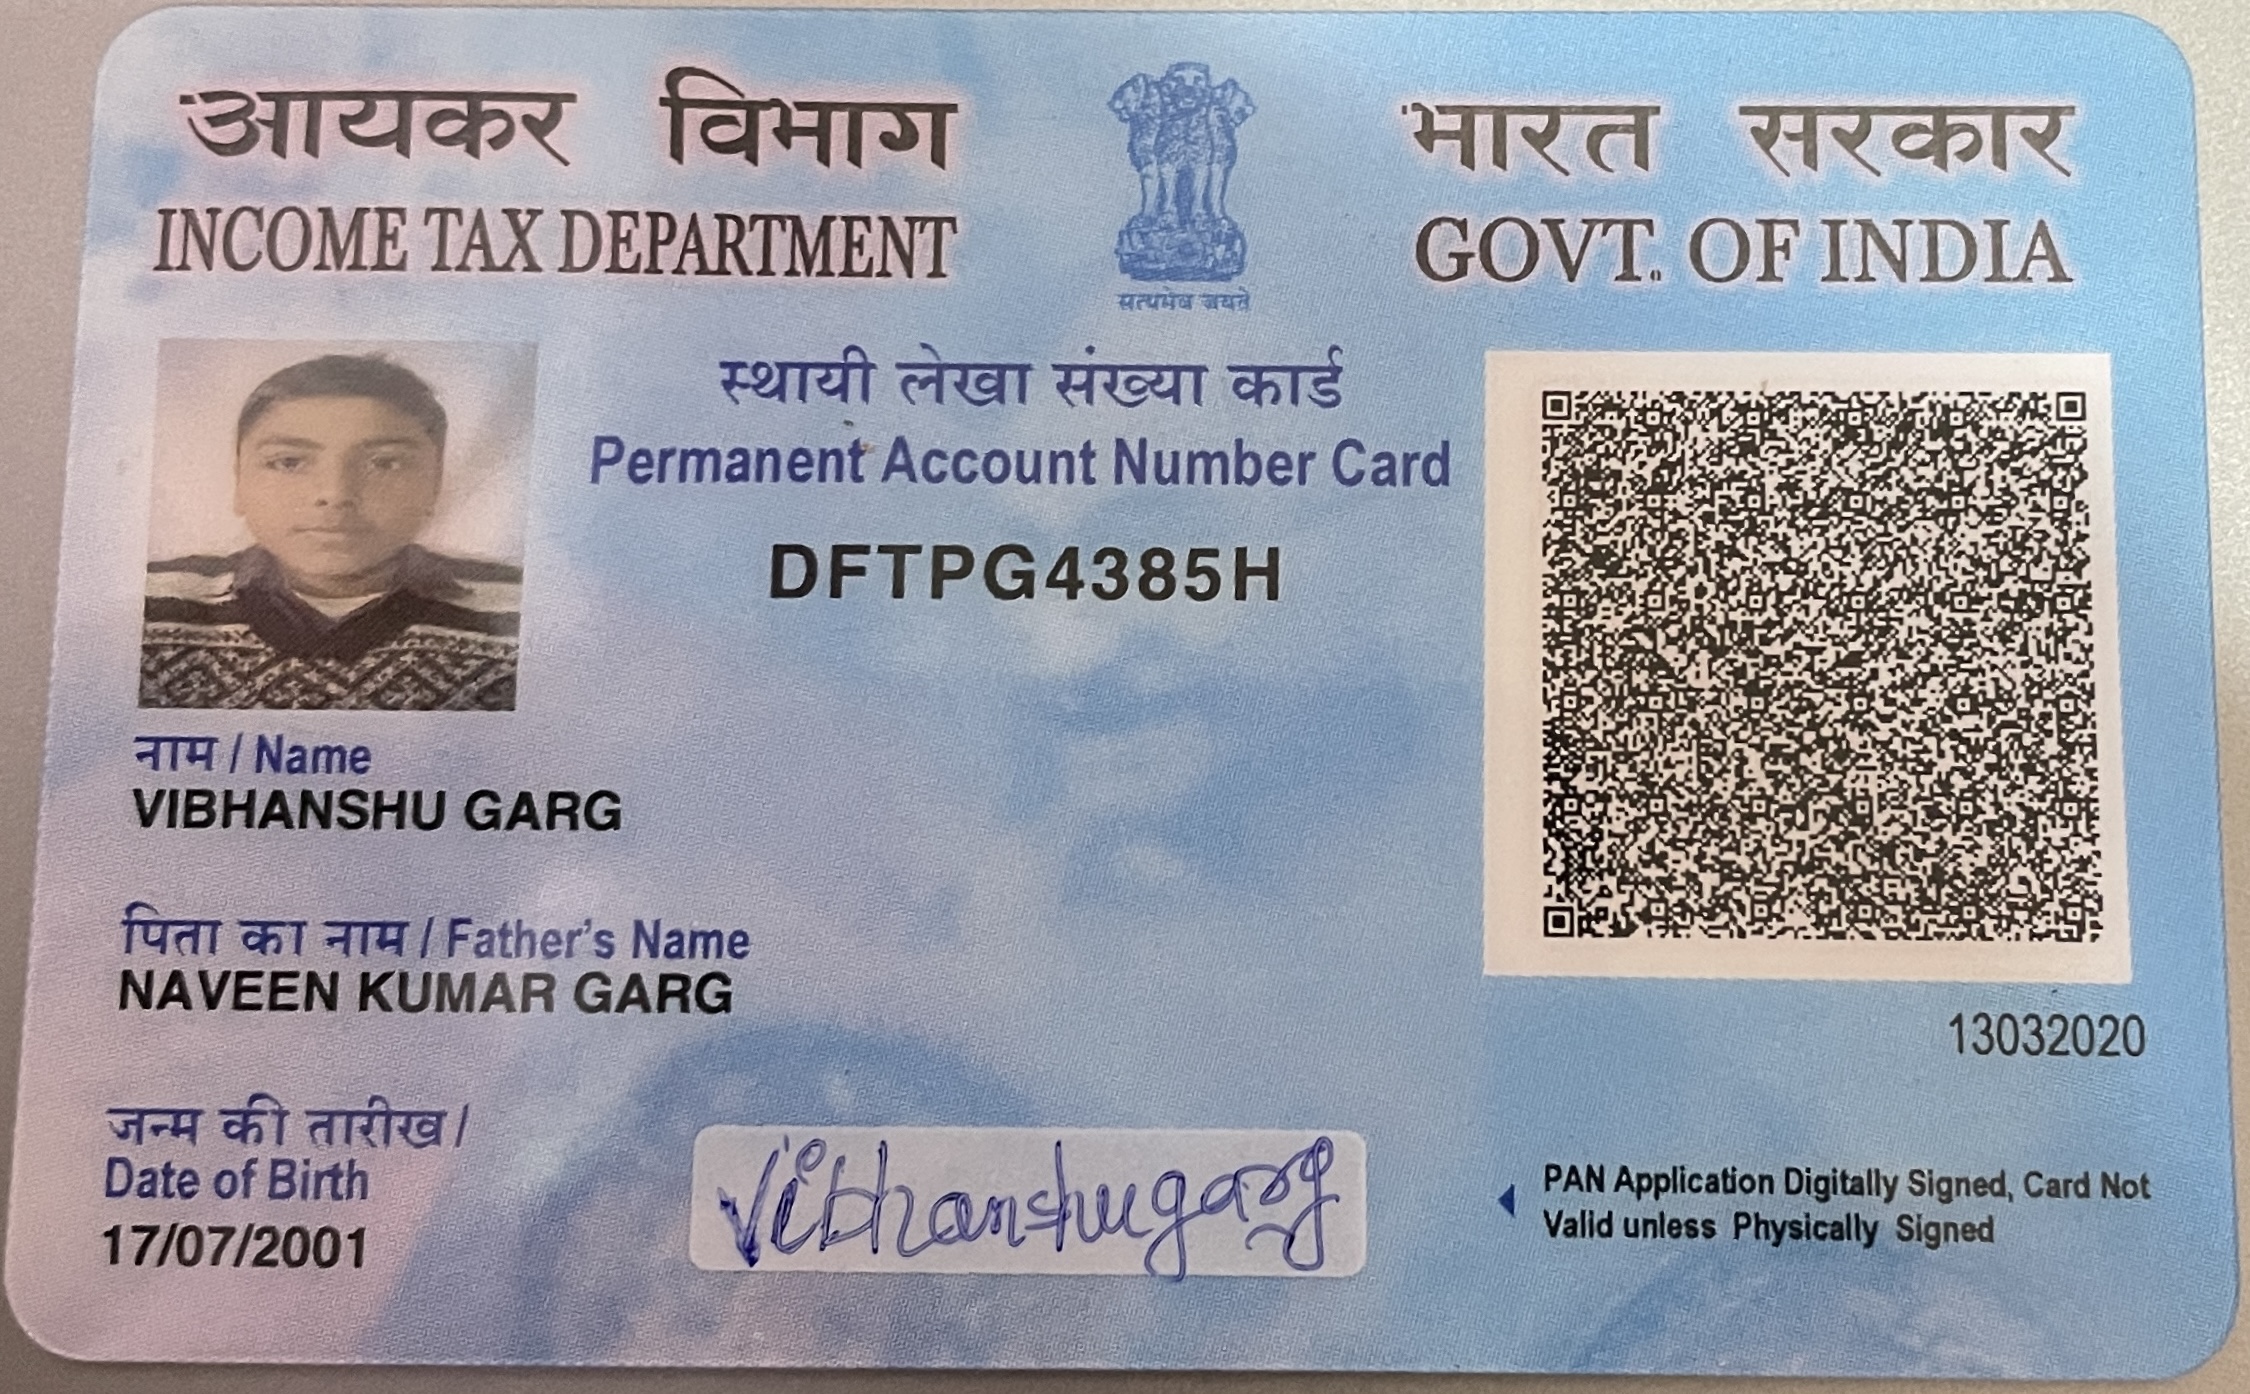 आयकर विभाग
INCOME TAX DEPARTMENT
सत्यमेव जयते
भारत सरकार
GOVT. OF INDIA
स्थायी लेखा संख्या कार्ड
Permanent Account Number Card
DFTPG4385H
नाम / Name
VIBHANSHU GARG
पिता का नाम / Father's Name
NAVEEN KUMAR GARG
13032020
जन्म की तारीख /
Date of Birth
17/07/2001
Vibhanshu garg
PAN Application Digitally Signed, Card Not
Valid unless Physically Signed